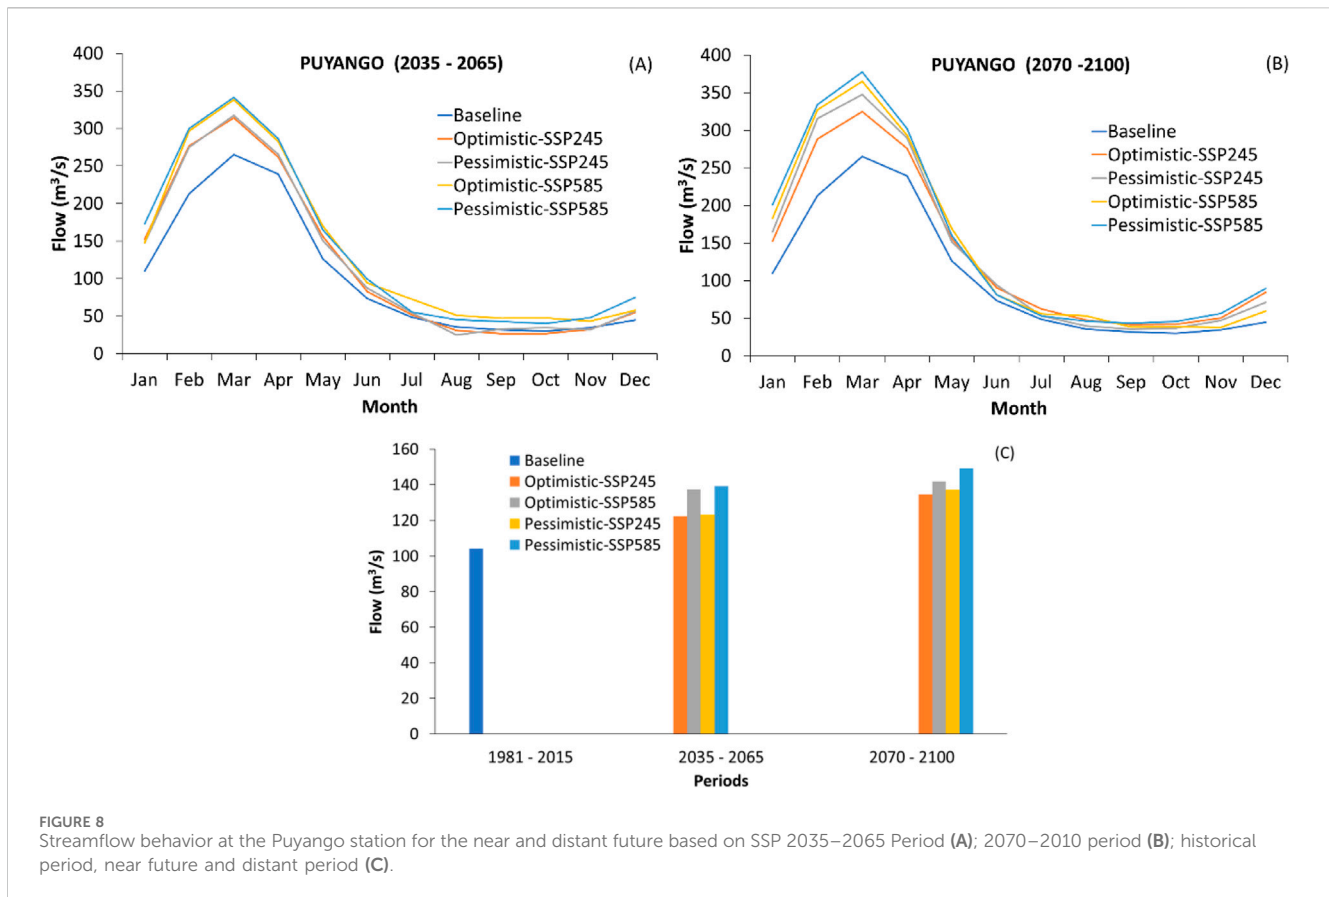 PUYANGO (2035 - 2065)
(A)
400
350
300
250
200
150
100
50
0
Flow (m³/s)
Baseline
Optimistic-SSP245
Pessimistic-SSP245
Optimistic-SSP585
Pessimistic-SSP585
Jan Feb Mar Apr May Jun Jul Aug Sep Oct Nov Dec
Month
PUYANGO (2070 -2100)
(B)
400
350
300
250
200
150
100
50
0
Flow (m³/s)
Baseline
Optimistic-SSP245
Pessimistic-SSP245
Optimistic-SSP585
Pessimistic-SSP585
Jan Feb Mar Apr May Jun Jul Aug Sep Oct Nov Dec
Month
(C)
160
140
120
100
80
60
40
20
0
Flow (m³/s)
Baseline
Optimistic-SSP245
Optimistic-SSP585
Pessimistic-SSP245
Pessimistic-SSP585
1981 - 2015 2035 - 2065 2070 - 2100
Periods
FIGURE 8
Streamflow behavior at the Puyango station for the near and distant future based on SSP 2035–2065 Period (A); 2070–2010 period (B); historical
period, near future and distant period (C).